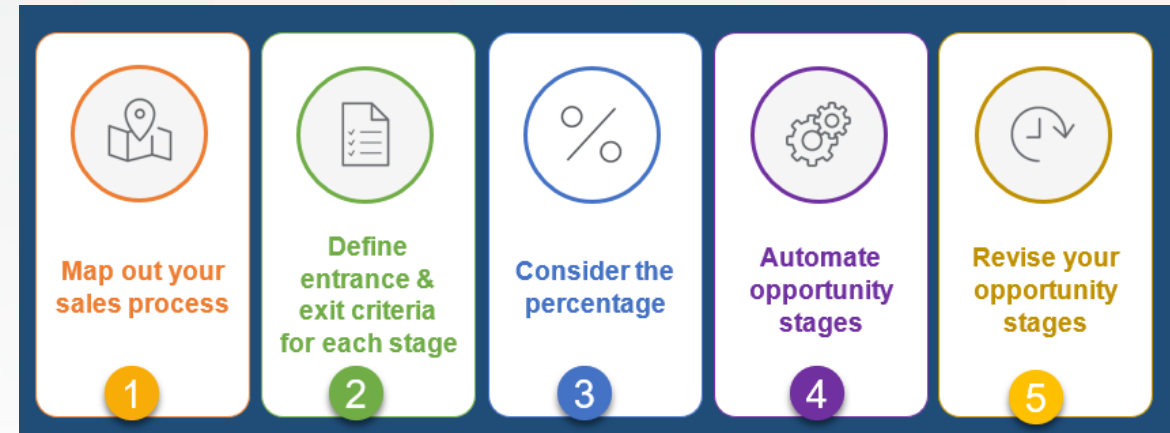 Map out your
sales process
1
Define
entrance &
exit criteria
for each stage
2
%
Consider the
percentage
3
Automate
opportunity
stages
4
Revise your
opportunity
stages
5